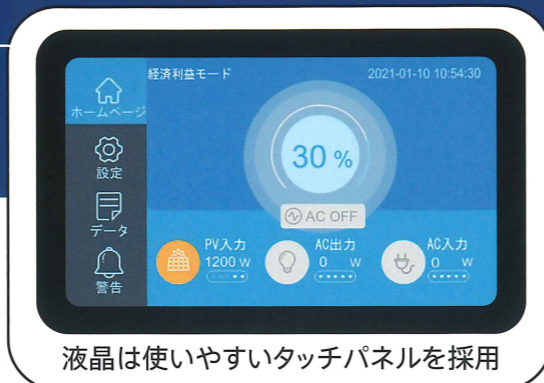 経済利益モード
2021-01-10 10:54:30
ホームページ
設定
データ
警告
30 %
AC OFF
PV入力
1200 W
AC出力
0 W
AC入力
0 W
液晶は使いやすいタッチパネルを採用